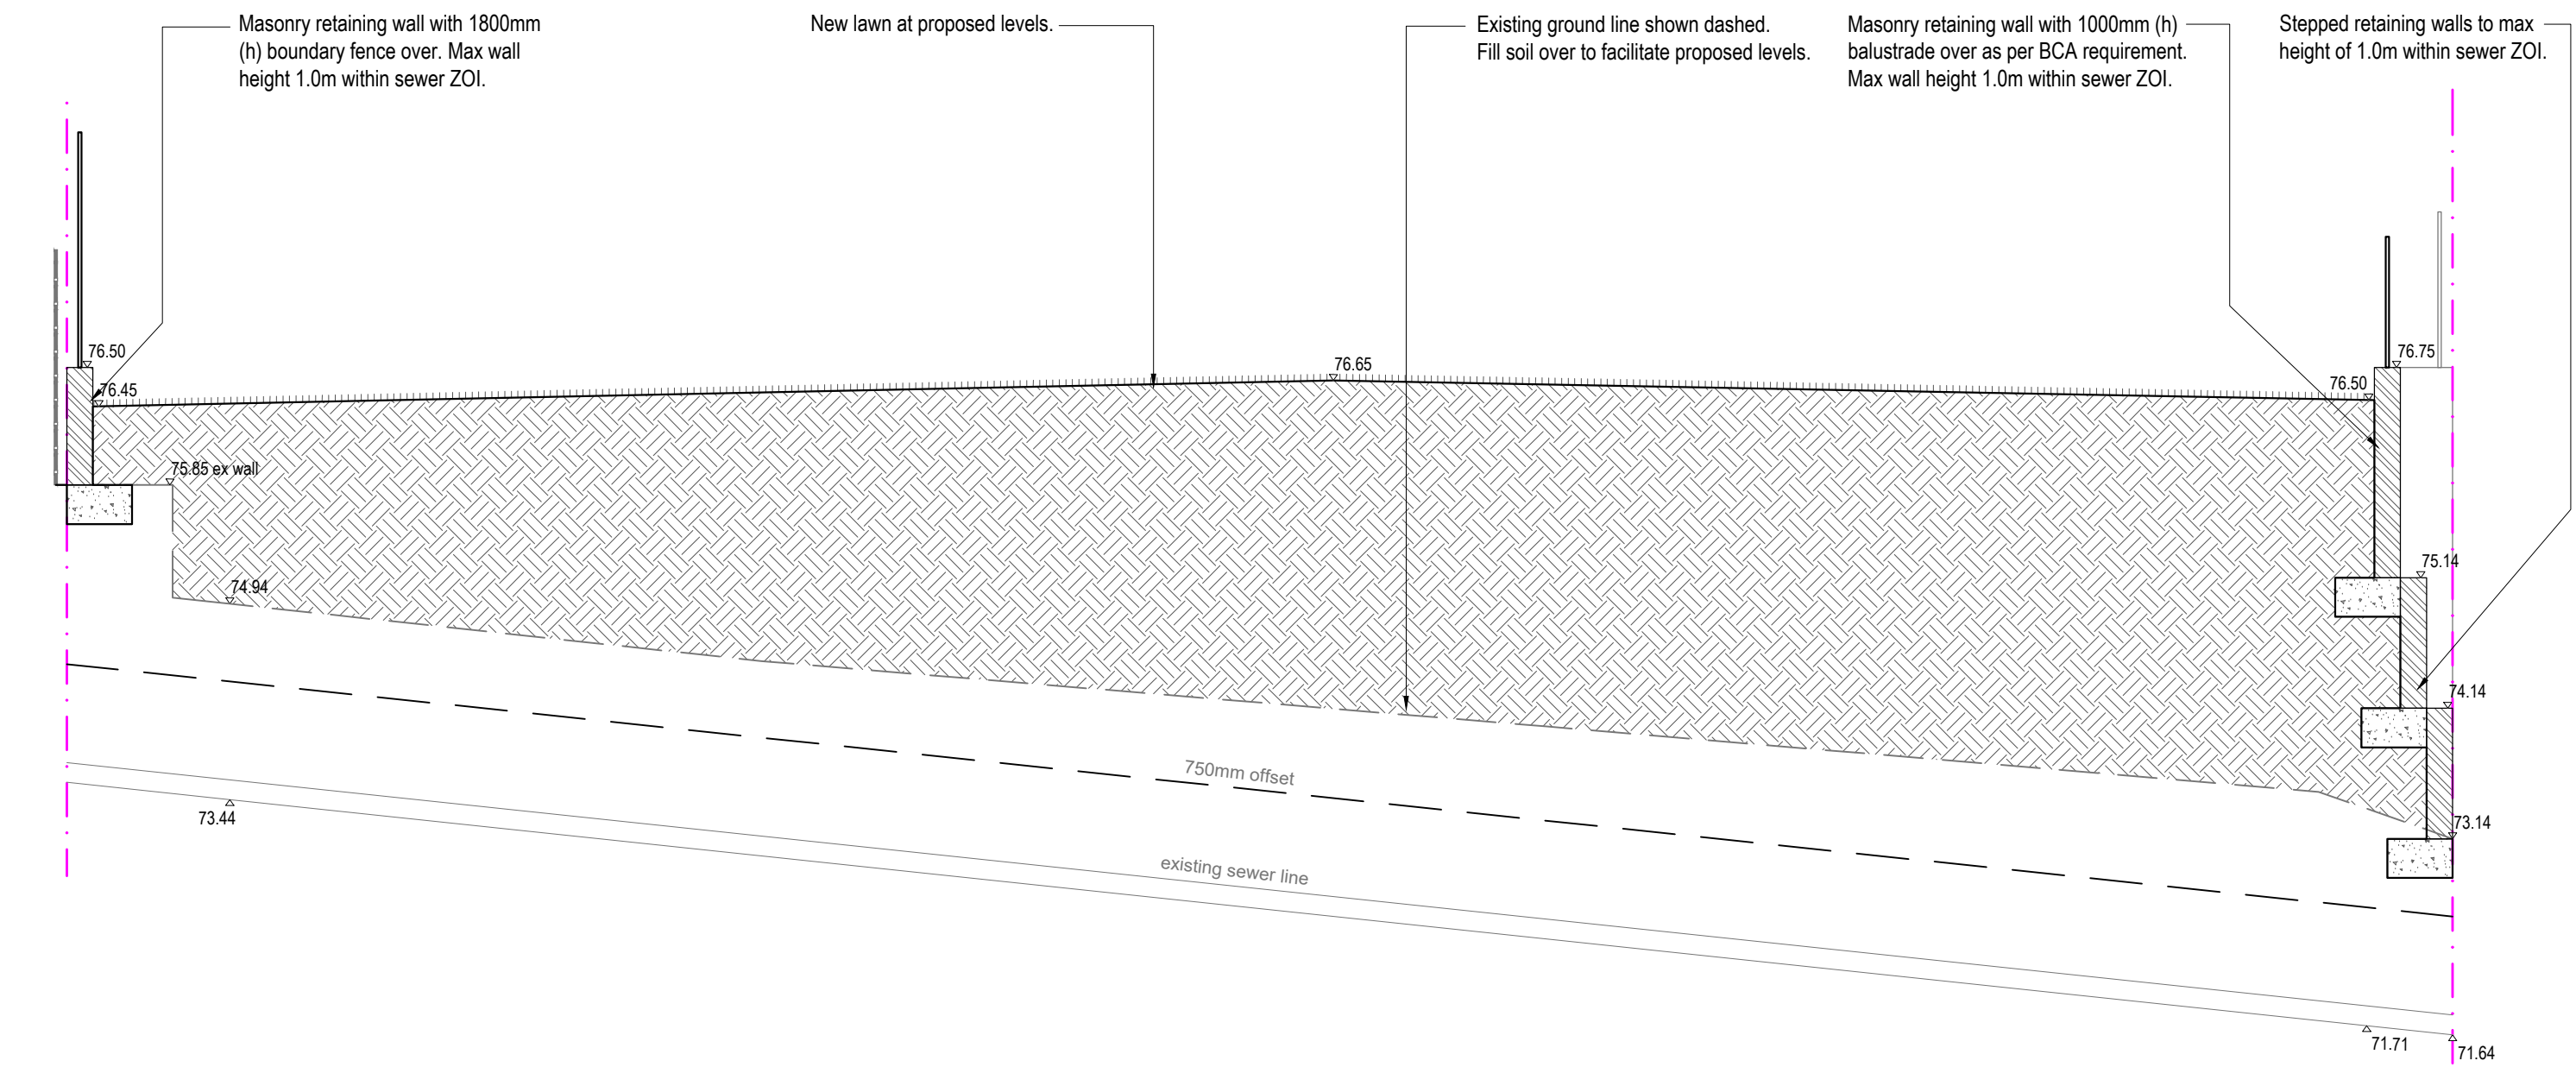 Masonry retaining wall with 1800mm
(h) boundary fence over. Max wall
height 1.0m within sewer ZOI.
New lawn at proposed levels.
Existing ground line shown dashed.
Fill soil over to facilitate proposed levels.
Masonry retaining wall with 1000mm (h)
balustrade over as per BCA requirement.
Max wall height 1.0m within sewer ZOI.
Stepped retaining walls to max
height of 1.0m within sewer ZOI.
76.50
76.45
76.65
76.75
76.50
75.85 ex wall
75.14
74.94
74.14
750mm offset
73.44
73.14
existing sewer line
71.71
71.64